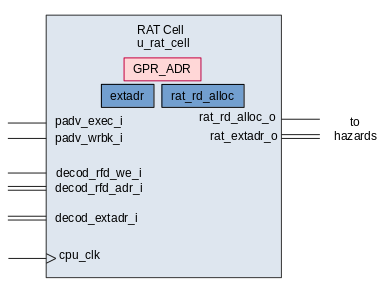 RAT Cell
u_rat_cell
GPR_ADR
extadr
rat_rd_alloc
padv_exec_i
padv_wrbk_i
decod_rfd_we_i
decod_rfd_adr_i
decod_extadr_i
cpu_clk
rat_rd_alloc_o
rat_extadr_o
to
hazards